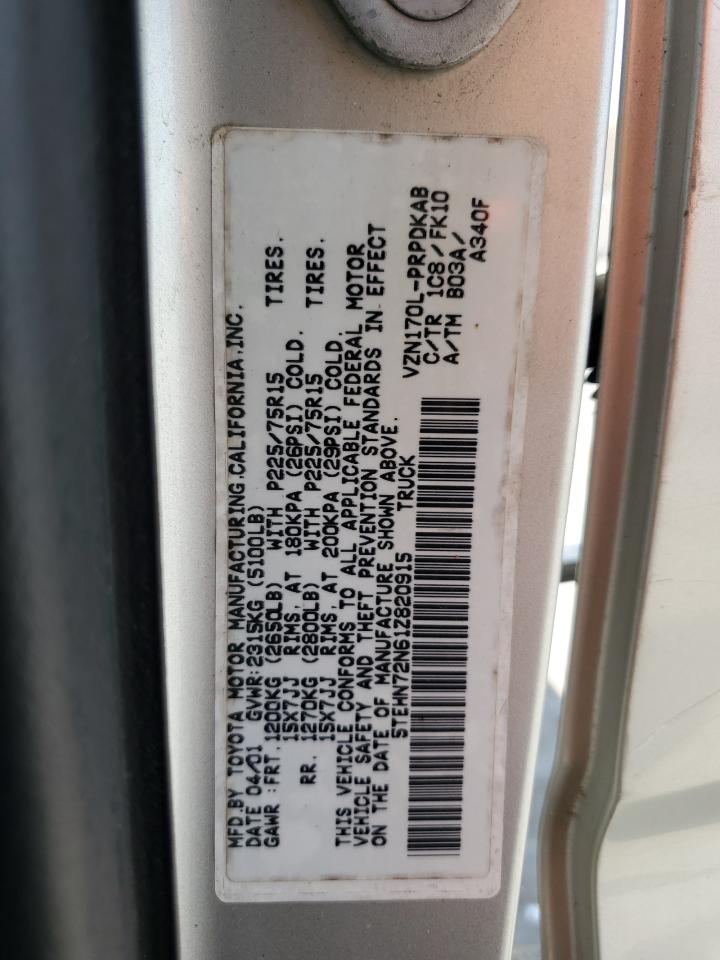 MFD.BY TOYOTA MOTOR MANUFACTURING.CALIFORNIA.INC.
DATE 04/01 GVWR:2315KG (5100LB)
GAWR:FRT.1200KG (2650LB) WITH P225/75R15 TIRES.
15X7JJ RIMS, AT 180KPA (26PSI) COLD.
RR. 1270KG (2800LB) WITH P225/75R15 TIRES.
15X7JJ RIMS, AT 200KPA (29PSI) COLD.
THIS VEHICLE CONFORMS TO ALL APPLICABLE FEDERAL MOTOR
VEHICLE SAFETY AND THEFT PREVENTION STANDARDS IN EFFECT
ON THE DATE OF MANUFACTURE SHOWN ABOVE.
5TEHN72N61Z820915 TRUCK
VZN170L-PRPDKAB
C/TR 1C8/FK10
A/TM B03A/
A340F